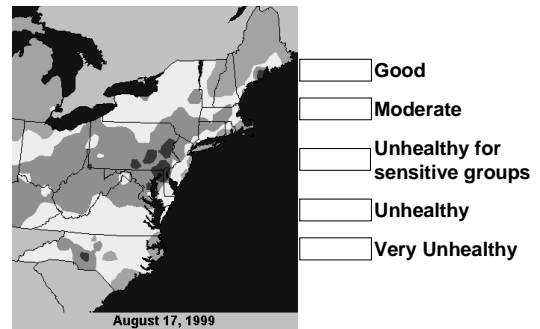 Good
Moderate
Unhealthy for
sensitive groups
Unhealthy
Very Unhealthy
August 17, 1999